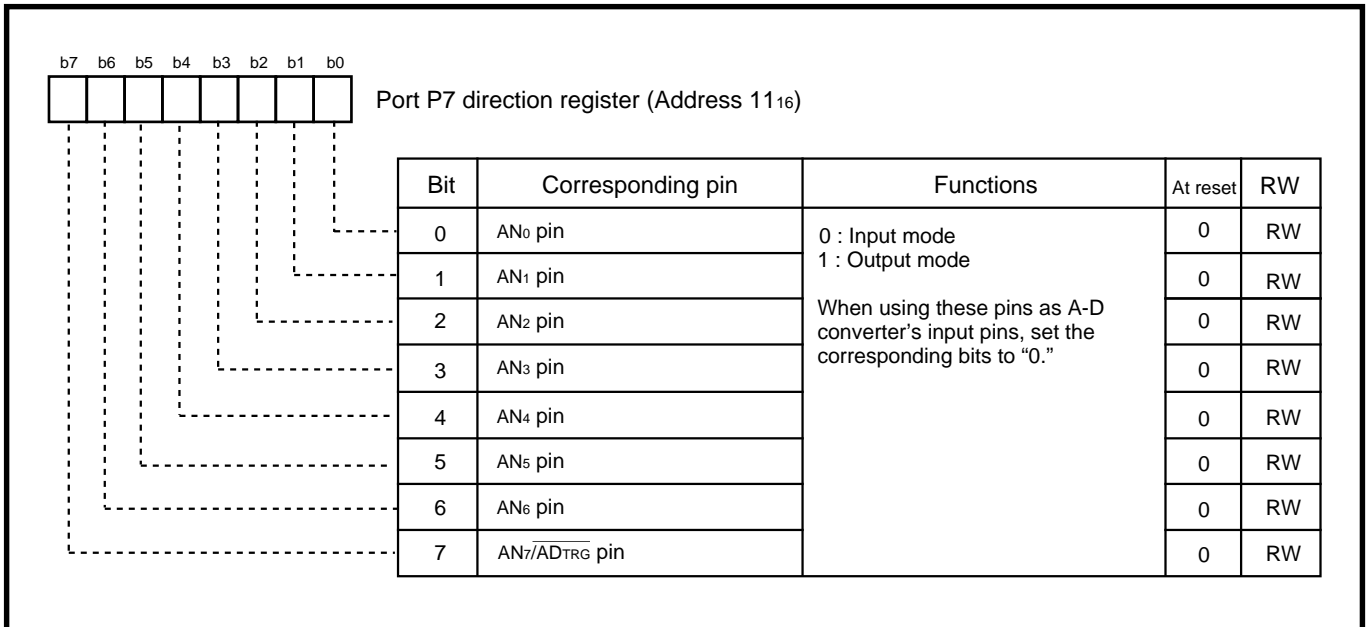 b7 b6 b5 b4 b3 b2 b1 b0
Port P7 direction register (Address 11₁₆)
Bit Corresponding pin Functions At reset RW
0 AN₀ pin 0 : Input mode 0 RW
1 : Output mode
1 AN₁ pin 0 RW
When using these pins as A-D
2 AN₂ pin converter’s input pins, set the 0 RW
corresponding bits to “0.”
3 AN₃ pin 0 RW
4 AN₄ pin 0 RW
5 AN₅ pin 0 RW
6 AN₆ pin 0 RW
7 AN₇/A̅D̅T̅R̅G̅ pin 0 RW